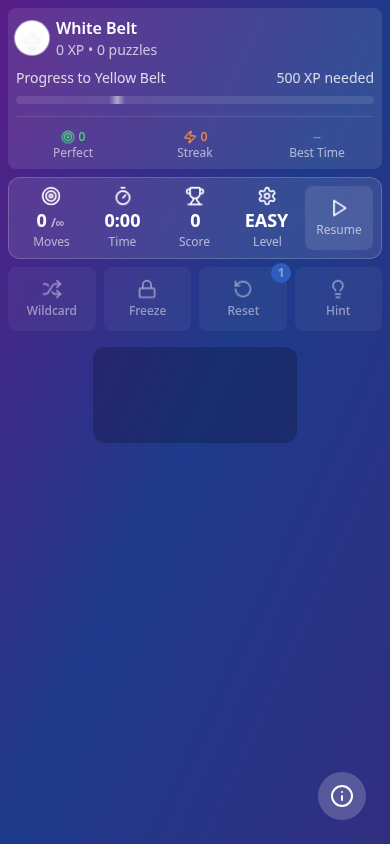 White Belt
0 XP • 0 puzzles
Progress to Yellow Belt 500 XP needed
0 0 --
Perfect Streak Best Time
0 /∞ 0:00 0 EASY
Moves Time Score Level Resume
1
Wildcard Freeze Reset Hint